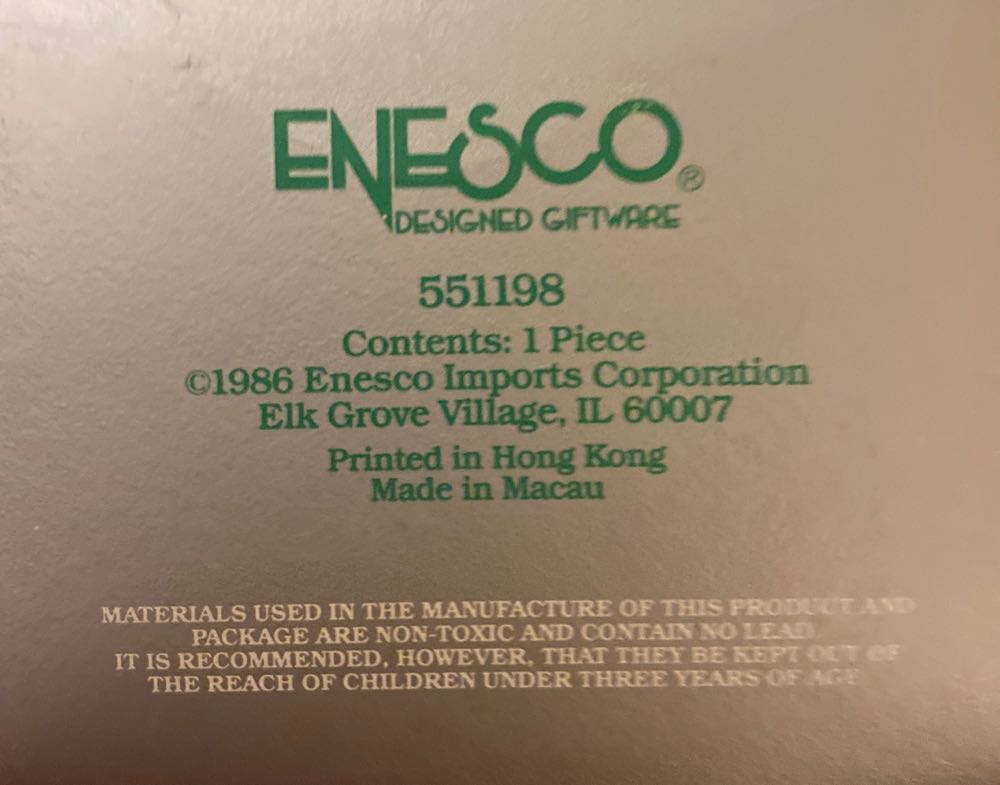 ENESCO®
DESIGNED GIFTWARE
551198
Contents: 1 Piece
©1986 Enesco Imports Corporation
Elk Grove Village, IL 60007
Printed in Hong Kong
Made in Macau
MATERIALS USED IN THE MANUFACTURE OF THIS PRODUCT AND
PACKAGE ARE NON-TOXIC AND CONTAIN NO LEAD.
IT IS RECOMMENDED, HOWEVER, THAT THEY BE KEPT OUT OF
THE REACH OF CHILDREN UNDER THREE YEARS OF AGE